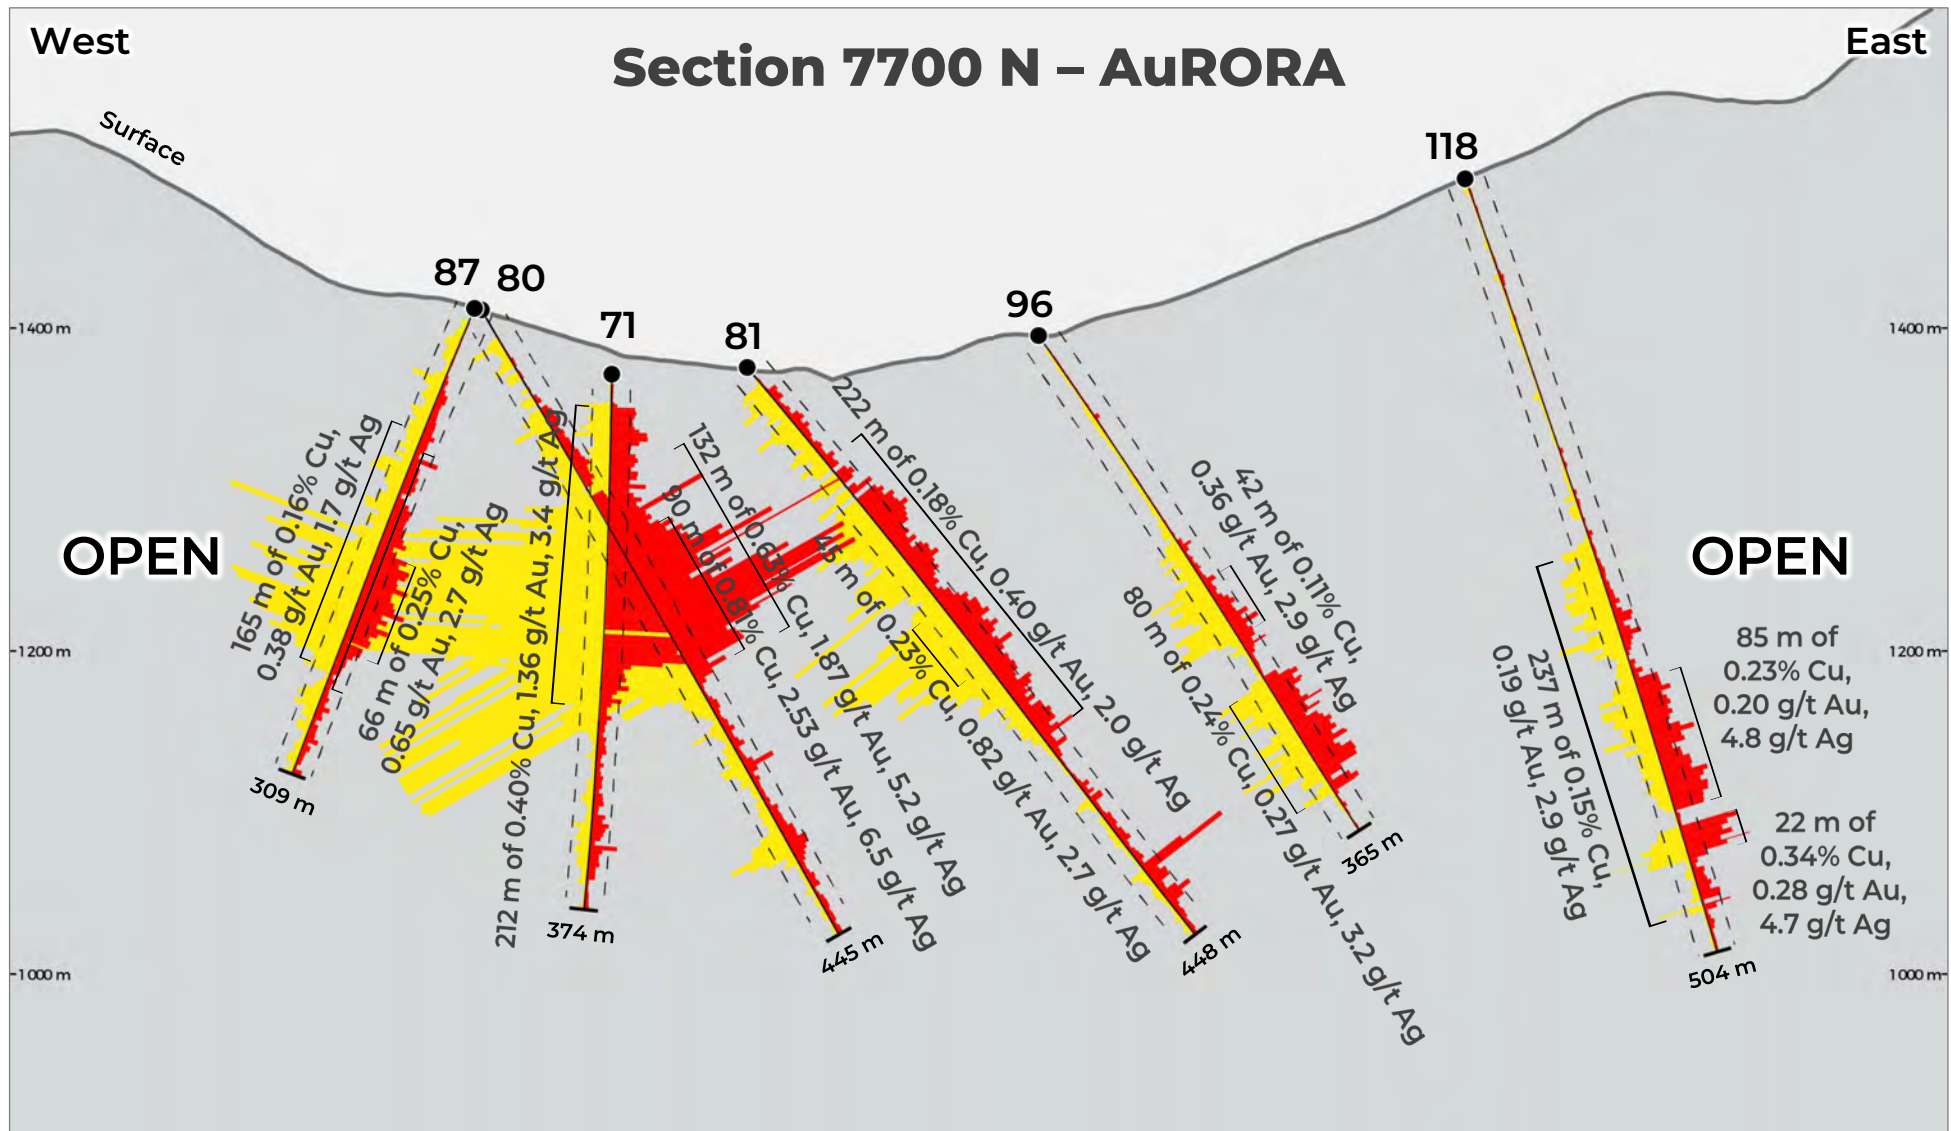 West
East
Section 7700 N – AuRORA
Surface
118
87
80
96
71
81
1400 m
1400 m
165 m of 0.16% Cu,
0.38 g/t Au, 1.7 g/t Ag
66 m of 0.25% Cu,
0.65 g/t Au, 2.7 g/t Ag
212 m of 0.40% Cu, 1.36 g/t Au, 3.4 g/t Ag
132 m of 0.63% Cu, 1.87 g/t Au, 5.2 g/t Ag
90 m of 0.81% Cu, 2.53 g/t Au, 6.5 g/t Ag
222 m of 0.18% Cu, 0.40 g/t Au, 2.0 g/t Ag
45 m of 0.23% Cu, 0.82 g/t Au, 2.7 g/t Ag
42 m of 0.11% Cu,
0.36 g/t Au, 2.9 g/t Ag
80 m of 0.24% Cu, 0.27 g/t Au, 3.2 g/t Ag
OPEN
OPEN
237 m of 0.15% Cu,
0.19 g/t Au, 2.9 g/t Ag
85 m of
0.23% Cu,
0.20 g/t Au,
4.8 g/t Ag
22 m of
0.34% Cu,
0.28 g/t Au,
4.7 g/t Ag
1200 m
1200 m
309 m
374 m
445 m
448 m
365 m
504 m
1000 m
1000 m